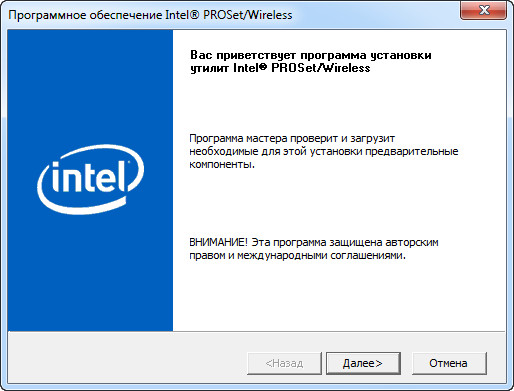 Программное обеспечение Intel® PROSet/Wireless
Вас приветствует программа установки
утилит Intel® PROSet/Wireless
Программа мастера проверит и загрузит
необходимые для этой установки предварительные
компоненты.
intel
ВНИМАНИЕ! Эта программа защищена авторским
правом и международными соглашениями.
<Назад
Далее>
Отмена